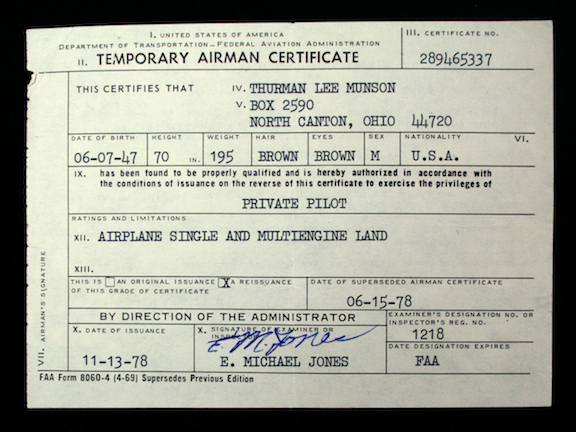 I. UNITED STATES OF AMERICA
DEPARTMENT OF TRANSPORTATION—FEDERAL AVIATION ADMINISTRATION
II. TEMPORARY AIRMAN CERTIFICATE
III. CERTIFICATE NO.
289465337
THIS CERTIFIES THAT IV. THURMAN LEE MUNSON
V. BOX 2590
NORTH CANTON, OHIO 44720
DATE OF BIRTH HEIGHT WEIGHT HAIR EYES SEX NATIONALITY VI.
06-07-47 70 IN. 195 BROWN BROWN M U.S.A.
IX. has been found to be properly qualified and is hereby authorized in accordance with
the conditions of issuance on the reverse of this certificate to exercise the privileges of
PRIVATE PILOT
RATINGS AND LIMITATIONS
XII. AIRPLANE SINGLE AND MULTIENGINE LAND
XIII.
THIS IS AN ORIGINAL ISSUANCE X A REISSUANCE
OF THIS GRADE OF CERTIFICATE
DATE OF SUPERSEDED AIRMAN CERTIFICATE
06-15-78
BY DIRECTION OF THE ADMINISTRATOR
EXAMINER'S DESIGNATION NO. OR
INSPECTOR'S REG. NO.
1218
X. DATE OF ISSUANCE
11-13-78
X. SIGNATURE OF EXAMINER OR
INSPECTOR
E. M. Jones
E. MICHAEL JONES
DATE DESIGNATION EXPIRES
FAA
VII. AIRMAN'S SIGNATURE
FAA Form 8060-4 (4-69) Supersedes Previous Edition